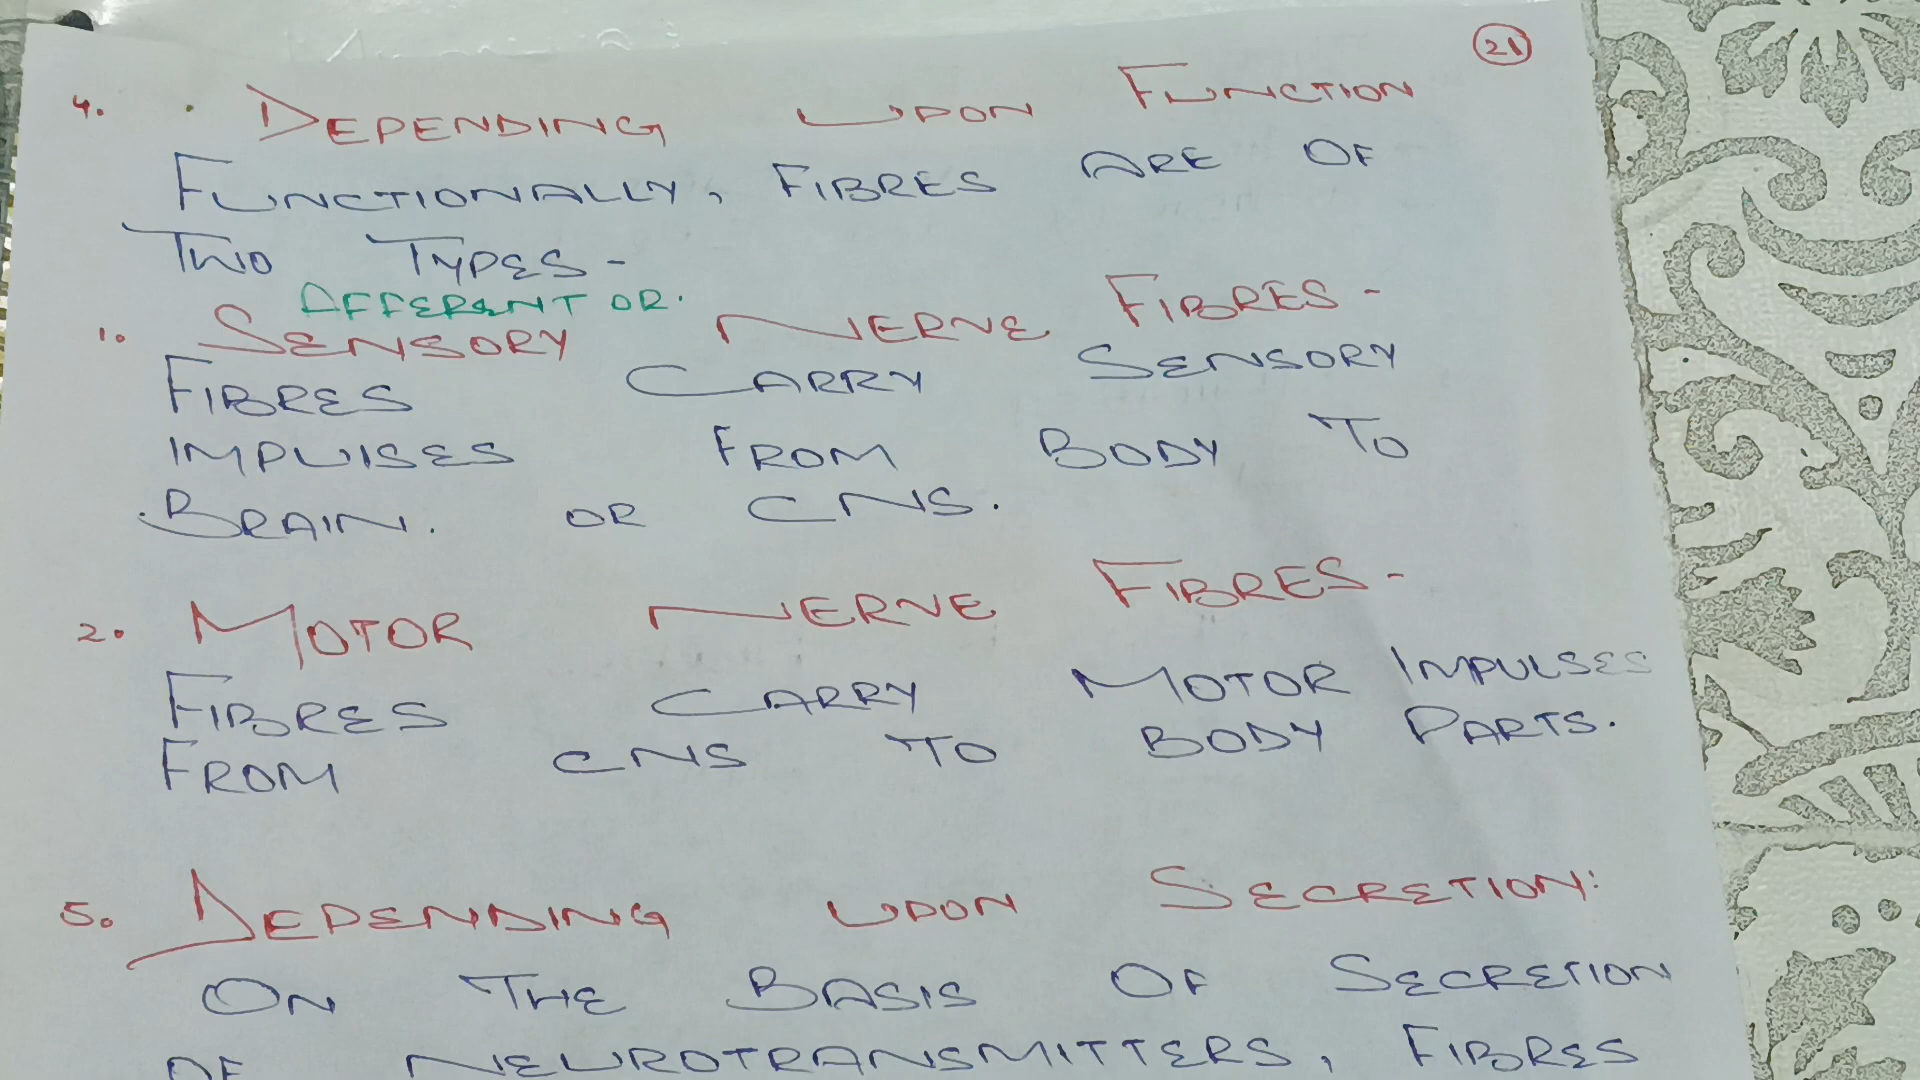 21
4. DEPENDING UPON FUNCTION
FUNCTIONALLY, FIBRES ARE OF
TWO TYPES-
AFFERENT OR.
1. SENSORY NERVE FIBRES-
FIBRES CARRY SENSORY
IMPULSES FROM BODY TO
BRAIN. OR CNS.
2. MOTOR NERVE FIBRES-
FIBRES CARRY MOTOR IMPULSES
FROM CNS TO BODY PARTS.
5. DEPENDING UPON SECRETION:
ON THE BASIS OF SECRETION
OF NEUROTRANSMITTERS, FIBRES